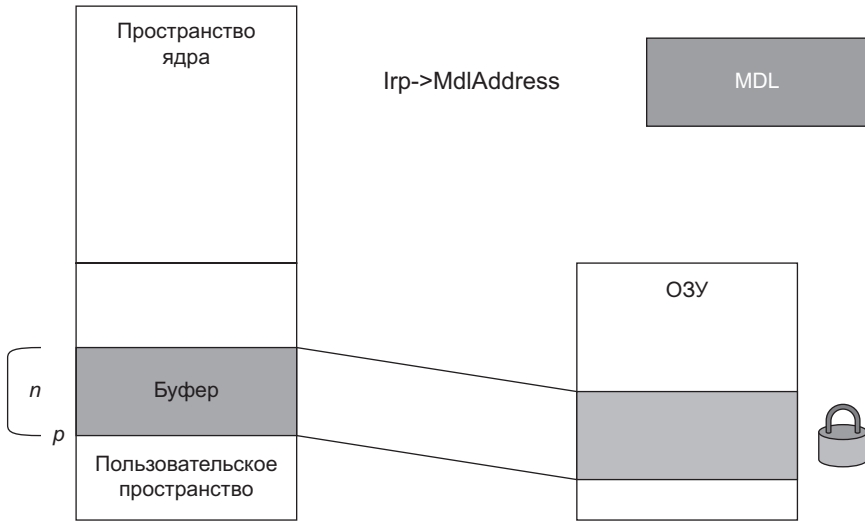 Пространство
ядра
Irp->MdlAddress
MDL
ОЗУ
n
Буфер
p
Пользовательское
пространство